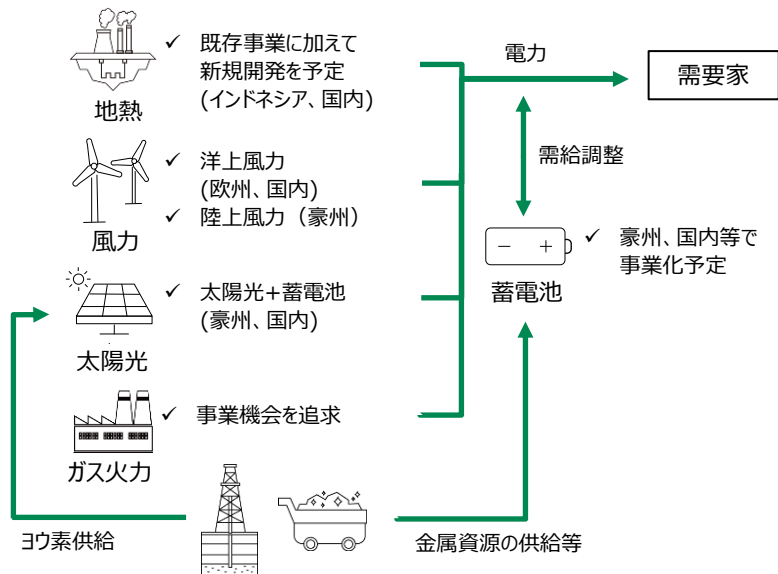 ✓ 既存事業に加えて
新規開発を予定
(インドネシア、国内)
地熱
✓ 洋上風力
(欧州、国内)
✓ 陸上風力（豪州）
風力
✓ 太陽光+蓄電池
(豪州、国内)
太陽光
✓ 事業機会を追求
ガス火力
電力
需要家
需給調整
− +
✓ 豪州、国内等で
事業化予定
蓄電池
ヨウ素供給
金属資源の供給等